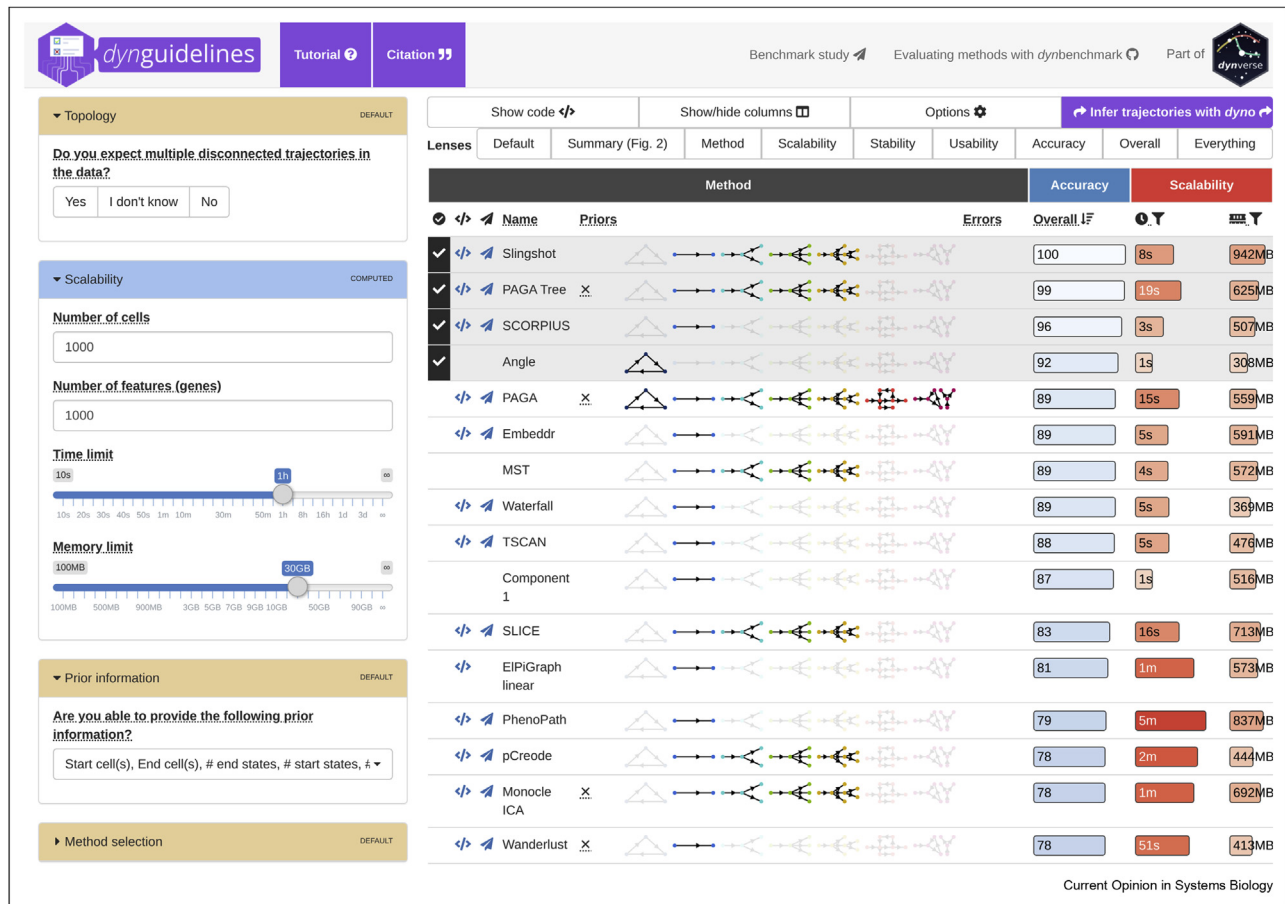 dynguidelines
Tutorial
Citation
Benchmark study
Evaluating methods with dynbenchmark
Part of
dynverse
Topology
DEFAULT
Do you expect multiple disconnected trajectories in
the data?
Yes
I don't know
No
Scalability
COMPUTED
Number of cells
1000
Number of features (genes)
1000
Time limit
10s
1h
∞
10s 20s 30s 40s 50s 1m 10m 30m 50m 1h 8h 16h 1d 3d ∞
Memory limit
100MB
30GB
∞
100MB 500MB 900MB 3GB 5GB 7GB 9GB 10GB 50GB 90GB ∞
Prior information
DEFAULT
Are you able to provide the following prior
information?
Start cell(s), End cell(s), # end states, # start states, #
Method selection
DEFAULT
Show code </>
Show/hide columns
Options
Infer trajectories with dyno
Lenses Default Summary (Fig. 2) Method Scalability Stability Usability Accuracy Overall Everything
Method Accuracy Scalability
</> Name Priors Errors Overall
</> Slingshot 100 8s 942MB
</> PAGA Tree × 99 19s 625MB
</> SCORPIUS 96 3s 507MB
Angle 92 1s 308MB
</> PAGA × 89 15s 559MB
</> Embeddr 89 5s 591MB
MST 89 4s 572MB
</> Waterfall 89 5s 369MB
</> TSCAN 88 5s 476MB
Component 87 1s 516MB
1
</> SLICE 83 16s 713MB
</> ElPiGraph 81 1m 573MB
linear
</> PhenoPath 79 5m 837MB
</> pCreode 78 2m 444MB
</> Monocle × 78 1m 692MB
ICA
</> Wanderlust × 78 51s 413MB
Current Opinion in Systems Biology